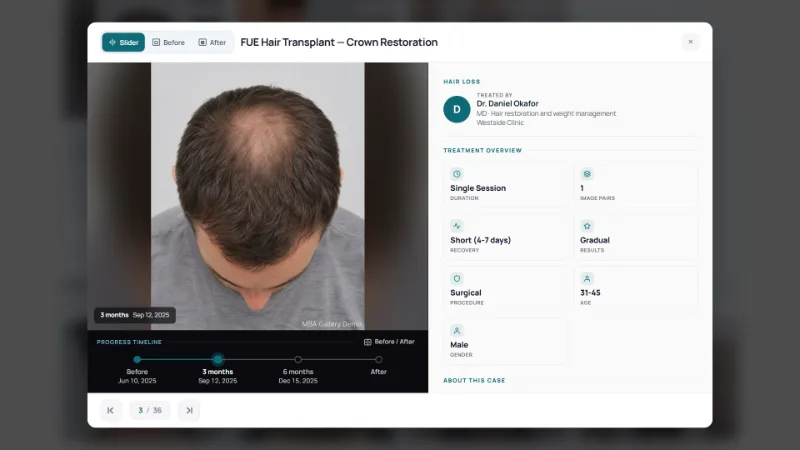 Slider
Before
After
FUE Hair Transplant — Crown Restoration
×
HAIR LOSS
D
TREATED BY
Dr. Daniel Okafor
MD · Hair restoration and weight management
Westside Clinic
TREATMENT OVERVIEW
Single Session
DURATION
1
IMAGE PAIRS
Short (4-7 days)
RECOVERY
Gradual
RESULTS
Surgical
PROCEDURE
31-45
AGE
Male
GENDER
ABOUT THIS CASE
3 months Sep 12, 2025
MBA Gallery Demo
PROGRESS TIMELINE
Before / After
Before
Jun 10, 2025
3 months
Sep 12, 2025
6 months
Dec 15, 2025
After
3 / 36